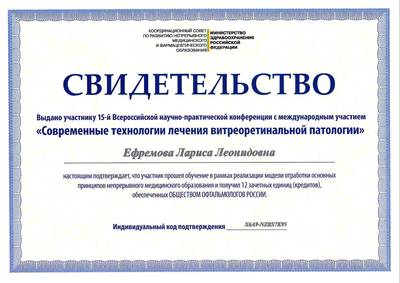 КООРДИНАЦИОННЫЙ СОВЕТ
ПО РАЗВИТИЮ НЕПРЕРЫВНОГО
МЕДИЦИНСКОГО
И ФАРМАЦЕВТИЧЕСКОГО
ОБРАЗОВАНИЯ
МИНИСТЕРСТВО
ЗДРАВООХРАНЕНИЯ
РОССИЙСКОЙ
ФЕДЕРАЦИИ
СВИДЕТЕЛЬСТВО
Выдано участнику 15-й Всероссийской научно-практической конференции с международным участием
«Современные технологии лечения витреоретинальной патологии»
Ефремова Лариса Леонидовна
настоящим подтверждает, что участник прошел обучение в рамках реализации модели отработки основных
принципов непрерывного медицинского образования и получил 12 зачетных единиц (кредитов),
обеспеченных ОБЩЕСТВОМ ОФТАЛЬМОЛОГОВ РОССИИ.
Индивидуальный код подтверждения X6A9-NZRS7K95